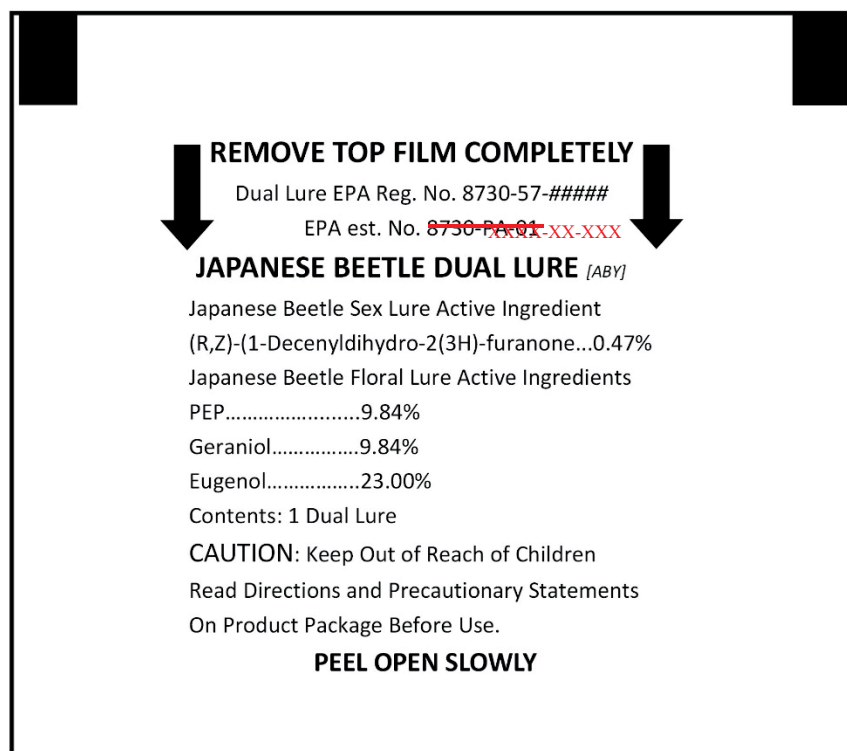 REMOVE TOP FILM COMPLETELY
Dual Lure EPA Reg. No. 8730-57-#####
EPA est. No. 8730-PA-01 XXXX-XX-XXX
JAPANESE BEETLE DUAL LURE [ABY]
Japanese Beetle Sex Lure Active Ingredient
(R,Z)-(1-Decenyldihydro-2(3H)-furanone...0.47%
Japanese Beetle Floral Lure Active Ingredients
PEP.......................9.84%
Geraniol................9.84%
Eugenol.................23.00%
Contents: 1 Dual Lure
CAUTION: Keep Out of Reach of Children
Read Directions and Precautionary Statements
On Product Package Before Use.
PEEL OPEN SLOWLY